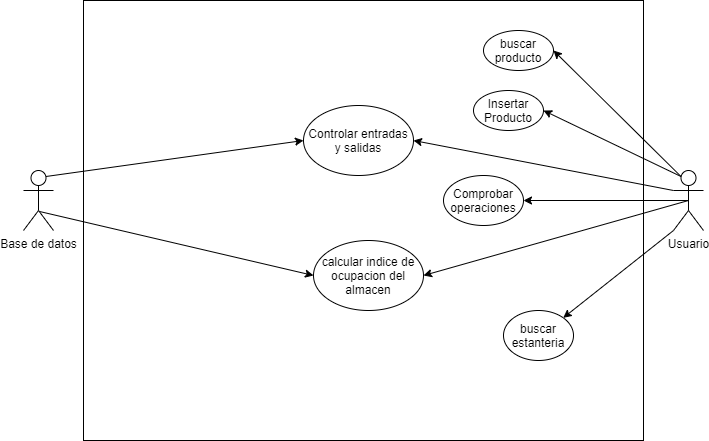 buscar
producto
Insertar
Producto
Controlar entradas
y salidas
Comprobar
operaciones
Base de datos
Usuario
calcular indice de
ocupacion del
almacen
buscar
estanteria